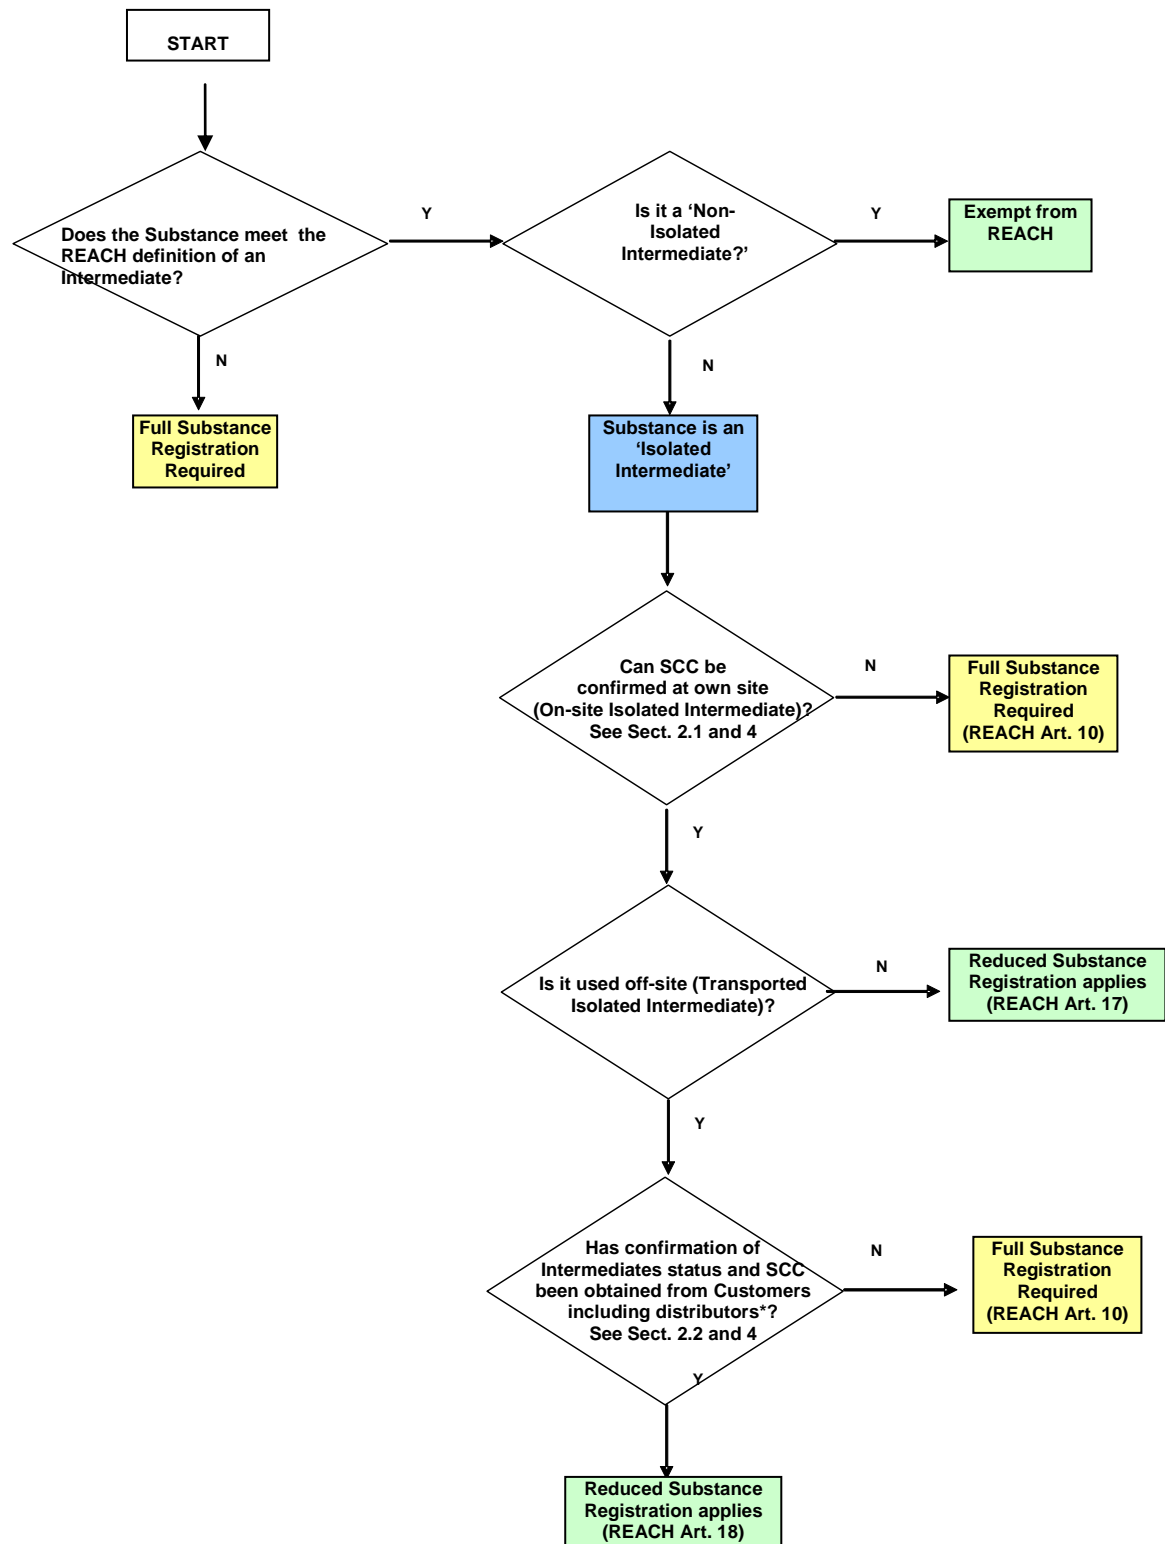 START
Does the Substance meet the
REACH definition of an
Intermediate?
Y
Is it a ‘Non-
Isolated
Intermediate?’
Y
Exempt from
REACH
N
Full Substance
Registration
Required
N
Substance is an
‘Isolated
Intermediate’
Can SCC be
confirmed at own site
(On-site Isolated Intermediate)?
See Sect. 2.1 and 4
N
Full Substance
Registration
Required
(REACH Art. 10)
Y
Is it used off-site (Transported
Isolated Intermediate)?
N
Reduced Substance
Registration applies
(REACH Art. 17)
Y
Has confirmation of
Intermediates status and SCC
been obtained from Customers
including distributors*?
See Sect. 2.2 and 4
N
Full Substance
Registration
Required
(REACH Art. 10)
Y
Reduced Substance
Registration applies
(REACH Art. 18)